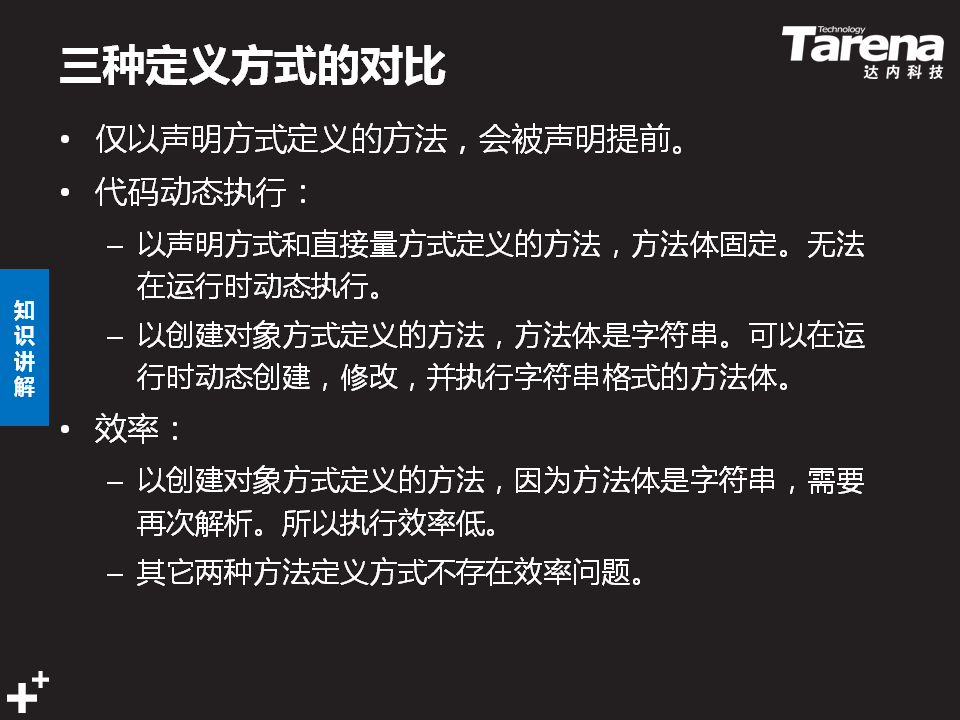 三种定义方式的对比
Technology
Tarena
达内科技
• 仅以声明方式定义的方法，会被声明提前。
• 代码动态执行：
– 以声明方式和直接量方式定义的方法，方法体固定。无法
在运行时动态执行。
– 以创建对象方式定义的方法，方法体是字符串。可以在运
行时动态创建，修改，并执行字符串格式的方法体。
知识讲解
• 效率：
– 以创建对象方式定义的方法，因为方法体是字符串，需要
再次解析。所以执行效率低。
– 其它两种方法定义方式不存在效率问题。